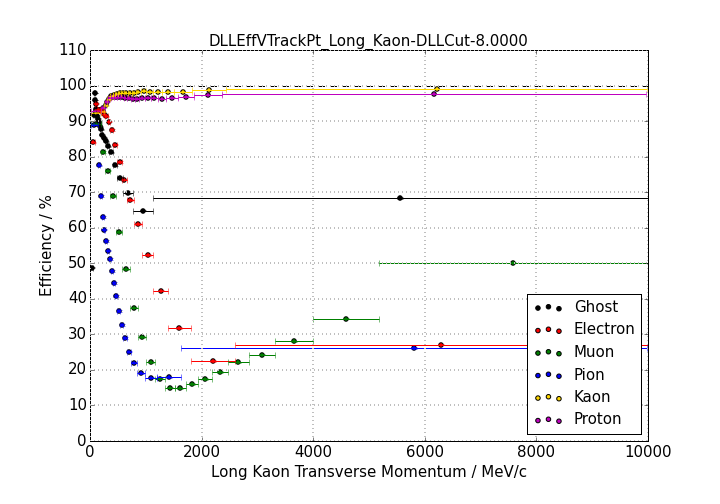 DLLEffVTrackPt_Long_Kaon-DLLCut-8.0000
110
100
90
80
70
60
50
40
30
20
10
0
Efficiency / %
0 2000 4000 6000 8000 10000
Long Kaon Transverse Momentum / MeV/c
Ghost
Electron
Muon
Pion
Kaon
Proton